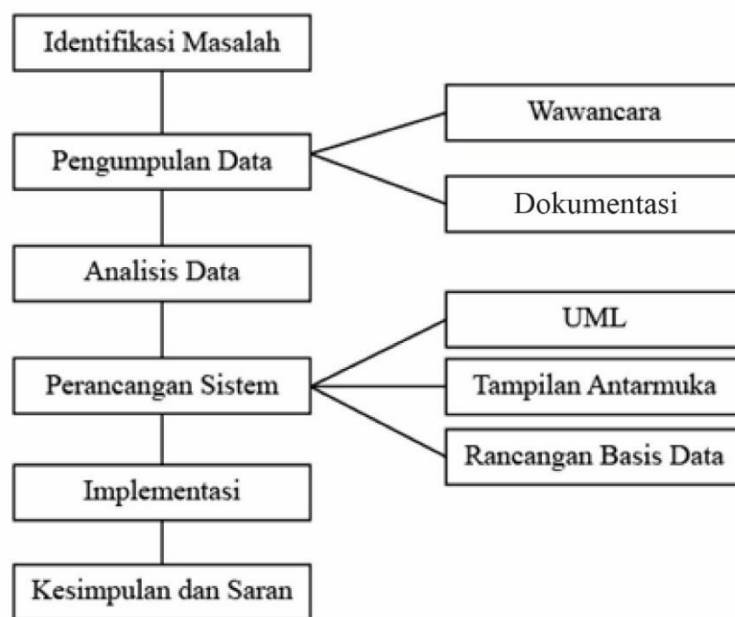 Identifikasi Masalah
Pengumpulan Data
Wawancara
Dokumentasi
Analisis Data
Perancangan Sistem
UML
Tampilan Antarmuka
Rancangan Basis Data
Implementasi
Kesimpulan dan Saran